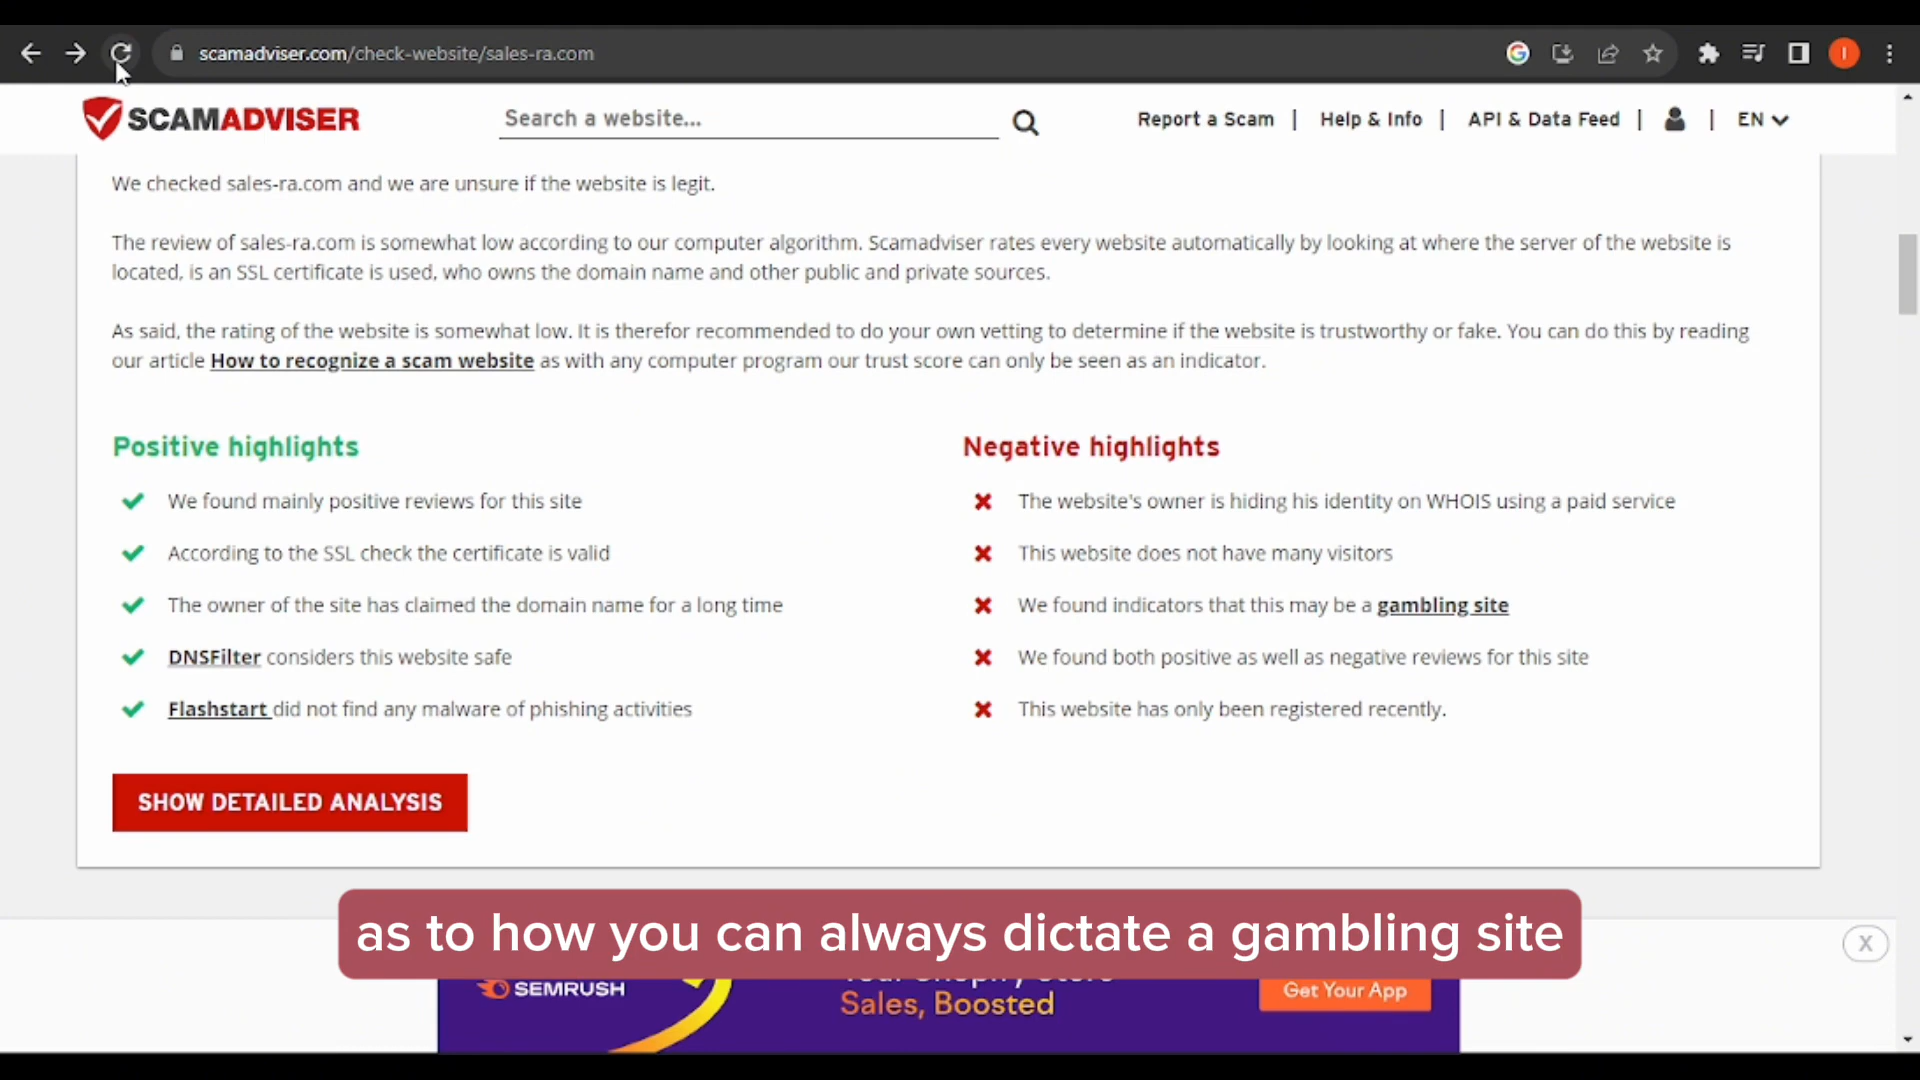 scamadviser.com/check-website/sales-ra.com
I
SCAMADVISER
Search a website...
Report a Scam | Help & Info | API & Data Feed | | EN
We checked sales-ra.com and we are unsure if the website is legit.
The review of sales-ra.com is somewhat low according to our computer algorithm. Scamadviser rates every website automatically by looking at where the server of the website is
located, is an SSL certificate is used, who owns the domain name and other public and private sources.
As said, the rating of the website is somewhat low. It is therefor recommended to do your own vetting to determine if the website is trustworthy or fake. You can do this by reading
our article How to recognize a scam website as with any computer program our trust score can only be seen as an indicator.
Positive highlights
We found mainly positive reviews for this site
According to the SSL check the certificate is valid
The owner of the site has claimed the domain name for a long time
DNSFilter considers this website safe
Flashstart did not find any malware of phishing activities
Negative highlights
The website's owner is hiding his identity on WHOIS using a paid service
This website does not have many visitors
We found indicators that this may be a gambling site
We found both positive as well as negative reviews for this site
This website has only been registered recently.
SHOW DETAILED ANALYSIS
as to how you can always dictate a gambling site
X
SEMRUSH
Sales, Boosted
Get Your App